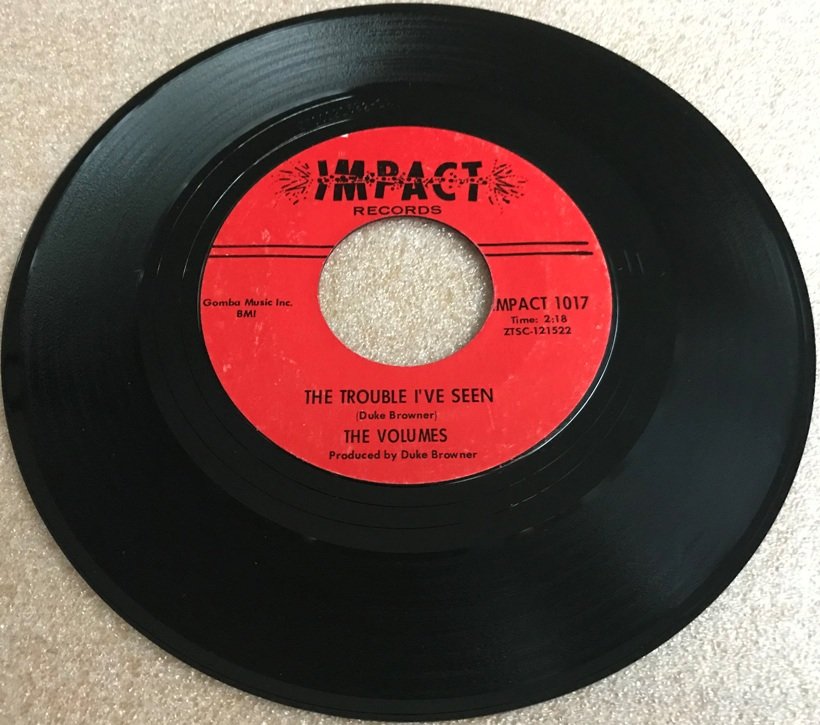 IMPACT
RECORDS
Gomba Music Inc.
BMI
IMPACT 1017
Time: 2:18
ZTSC-121522
THE TROUBLE I'VE SEEN
(Duke Browner)
THE VOLUMES
Produced by Duke Browner